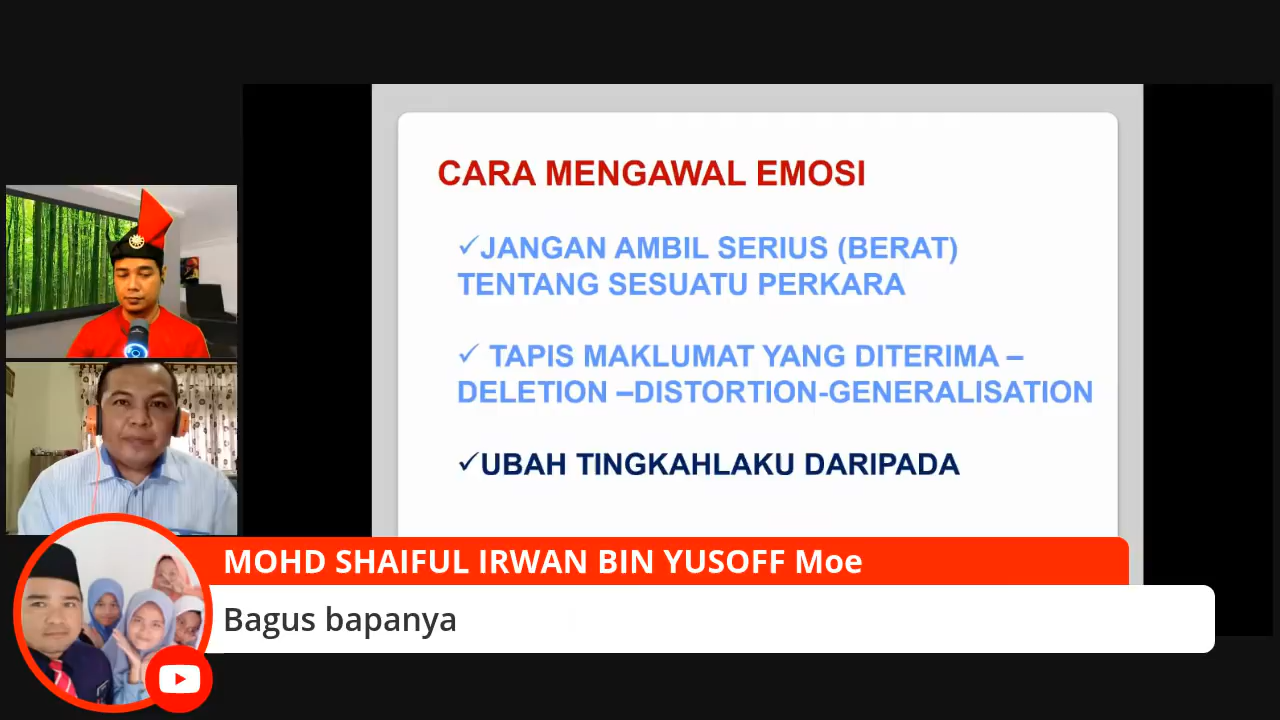 CARA MENGAWAL EMOSI
✓JANGAN AMBIL SERIUS (BERAT)
TENTANG SESUATU PERKARA
✓ TAPIS MAKLUMAT YANG DITERIMA –
DELETION –DISTORTION-GENERALISATION
✓UBAH TINGKAHLAKU DARIPADA
MOHD SHAIFUL IRWAN BIN YUSOFF Moe
Bagus bapanya